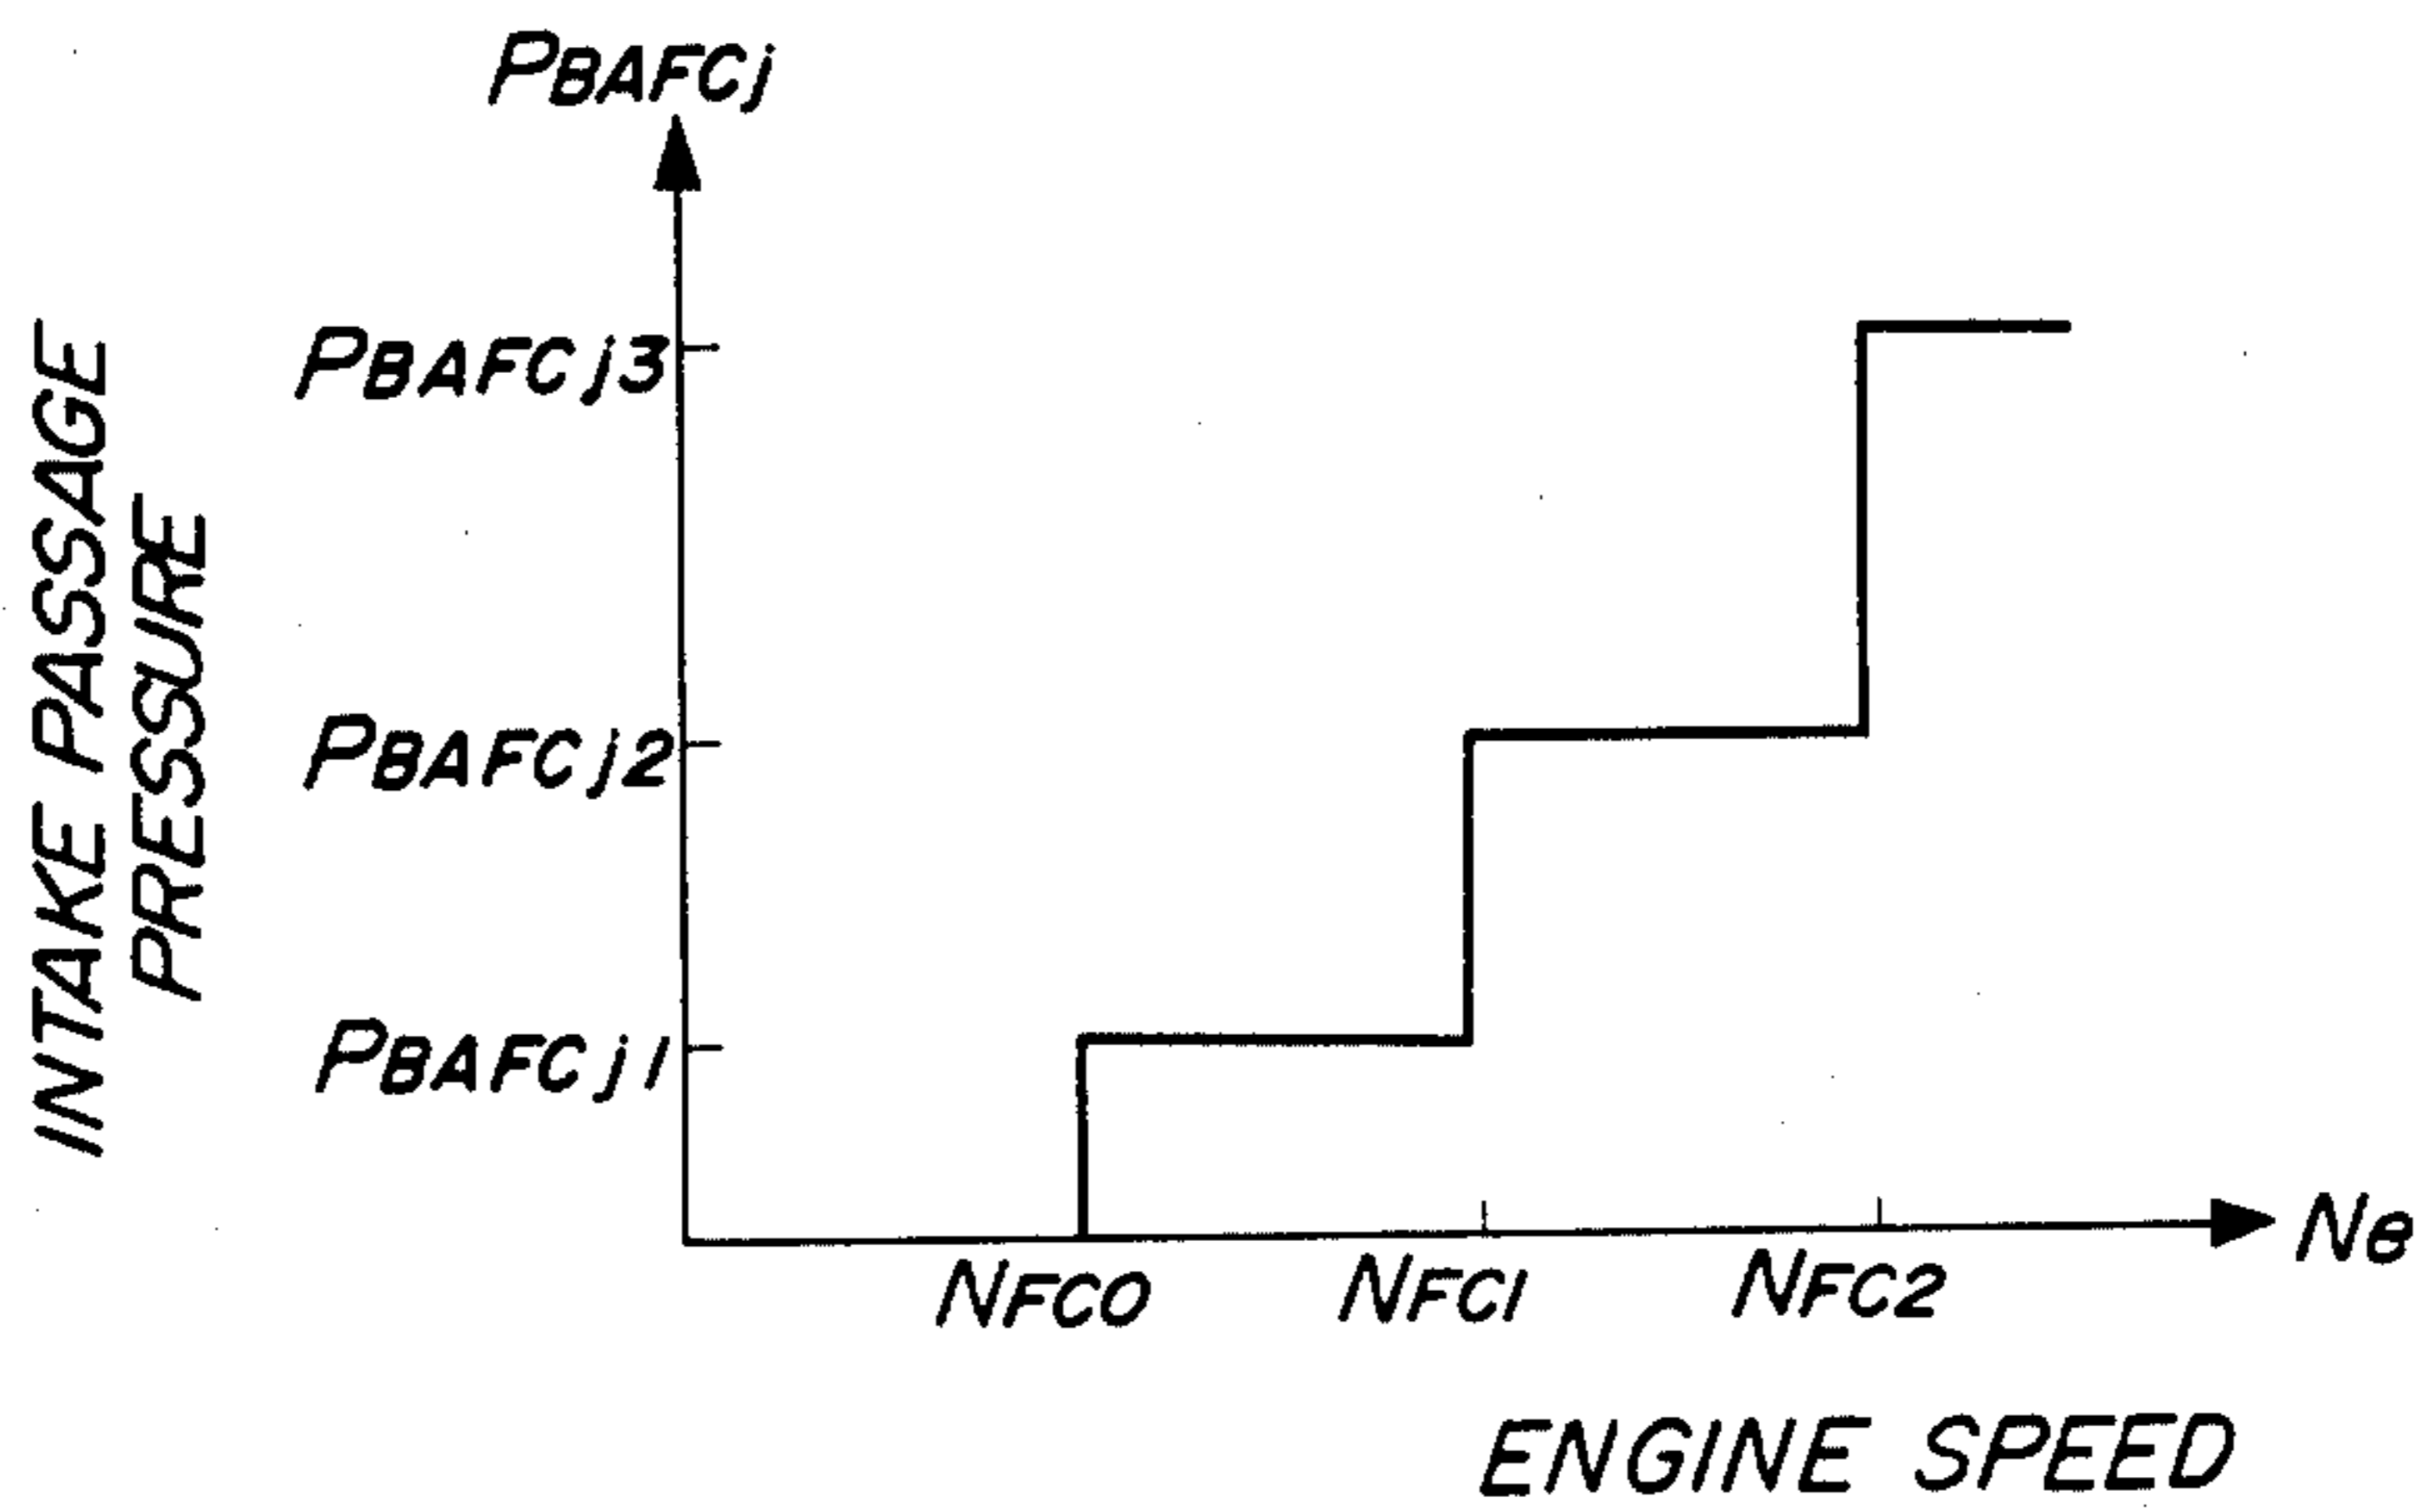 PBAFCj
PBAFCj3
PBAFCj2
PBAFCj1
INTAKE PASSAGE
PRESSURE
NFC0
NFC1
NFC2
Ne
ENGINE SPEED